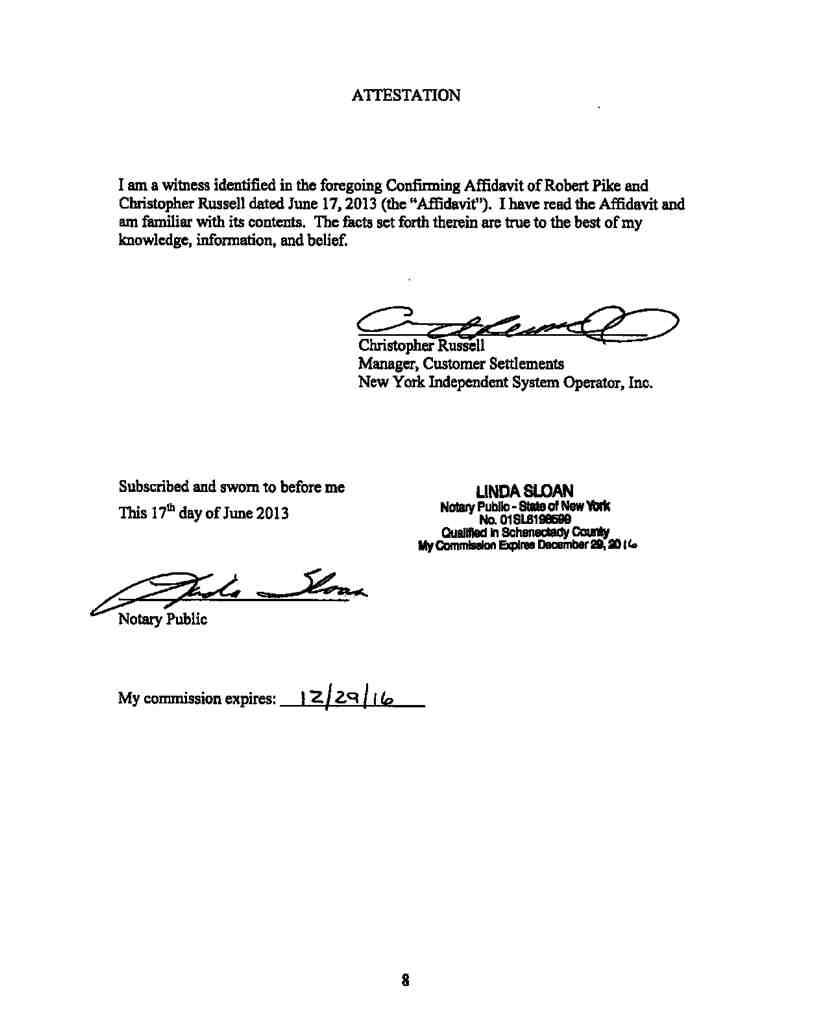 ATTESTATION
I am a witness identified in the foregoing Confirming Affidavit of Robert Pike and
Christopher Russell dated June 17, 2013 (the “Affidavit”). I have read the Affidavit and
am familiar with its contents. The facts set forth therein are true to the best of my
knowledge, information, and belief.
Christopher Russell
Manager, Customer Settlements
New York Independent System Operator, Inc.
Subscribed and sworn to before me
This 17th day of June 2013
LINDA SLOAN
Notary Public - State of New York
No. 01SL6198599
Qualified in Schenectady County
My Commission Expires December 29, 2016
Linda Sloan
Notary Public
My commission expires: 12/29/16
8